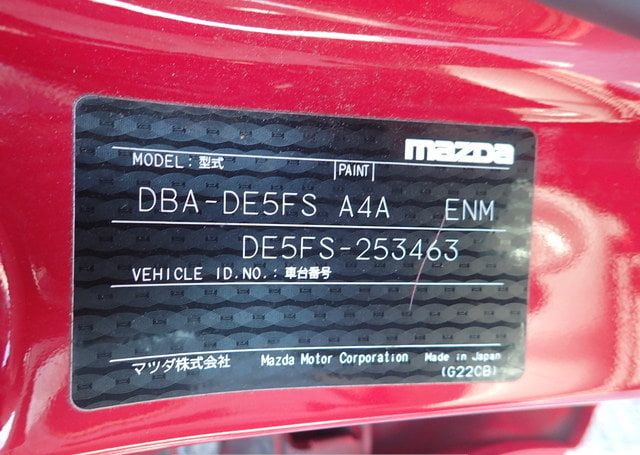 mazda
MODEL: 型式 PAINT
DBA-DE5FS A4A ENM
DE5FS-253463
VEHICLE ID.NO.: 車台番号
マツダ株式会社 Mazda Motor Corporation Made in Japan
(G22CB)